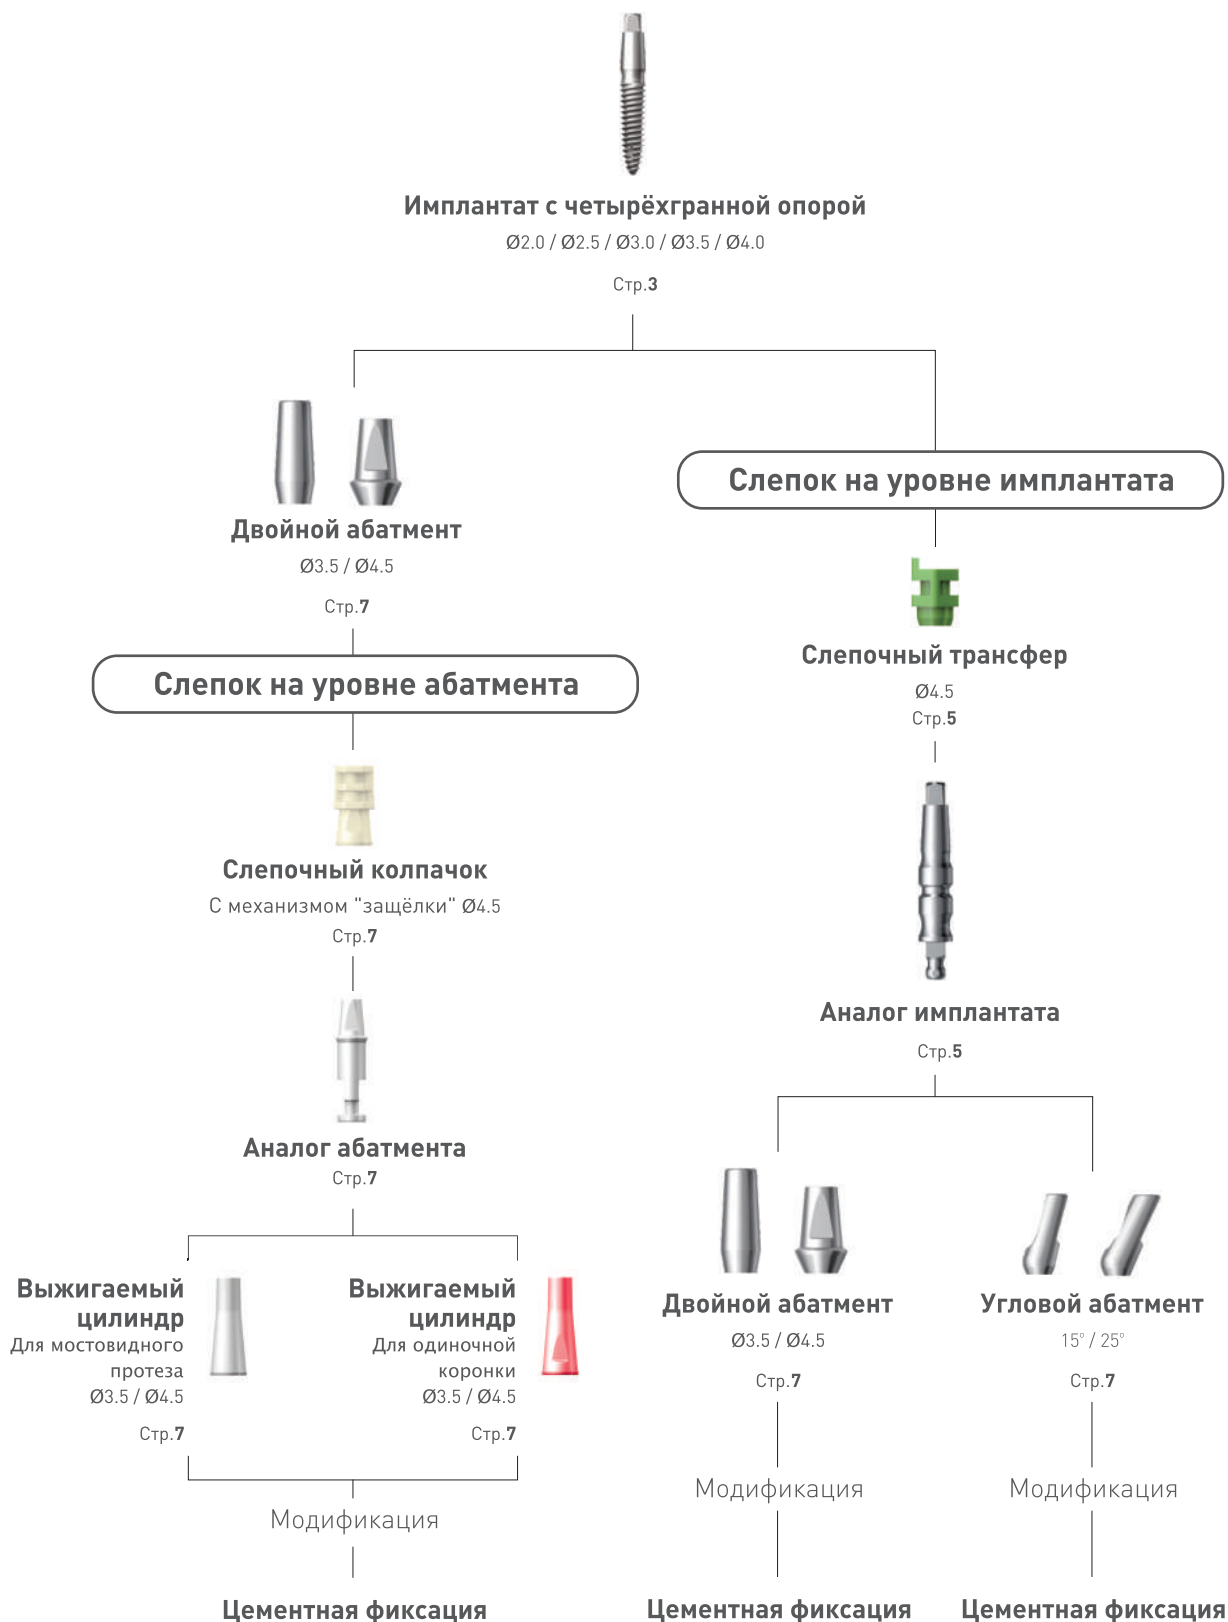 Имплантат с четырёхгранной опорой
Ø2.0 / Ø2.5 / Ø3.0 / Ø3.5 / Ø4.0
Стр.3
Двойной абатмент
Ø3.5 / Ø4.5
Стр.7
Слепок на уровне абатмента
Слепочный колпачок
С механизмом "защёлки" Ø4.5
Стр.7
Аналог абатмента
Стр.7
Выжигаемый
цилиндр
Для мостовидного
протеза
Ø3.5 / Ø4.5
Стр.7
Выжигаемый
цилиндр
Для одиночной
коронки
Ø3.5 / Ø4.5
Стр.7
Модификация
Цементная фиксация
Слепок на уровне имплантата
Слепочный трансфер
Ø4.5
Стр.5
Аналог имплантата
Стр.5
Двойной абатмент
Ø3.5 / Ø4.5
Стр.7
Модификация
Цементная фиксация
Угловой абатмент
15° / 25°
Стр.7
Модификация
Цементная фиксация